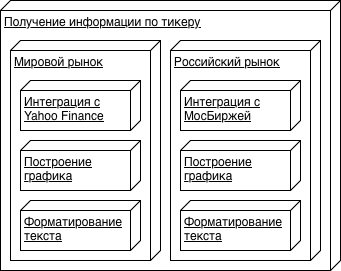 Получение информации по тикеру
Мировой рынок
Интеграция с
Yahoo Finance
Построение
графика
Форматирование
текста
Российский рынок
Интеграция с
МосБиржей
Построение
графика
Форматирование
текста